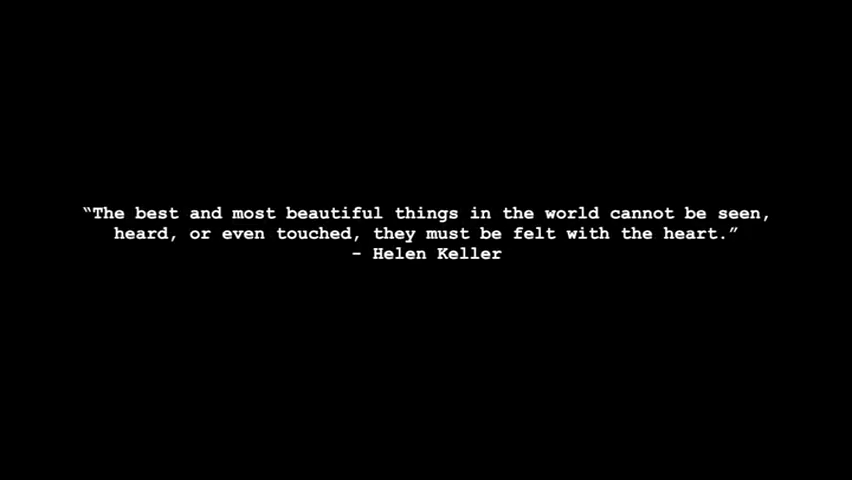 “The best and most beautiful things in the world cannot be seen,
heard, or even touched, they must be felt with the heart.”
- Helen Keller